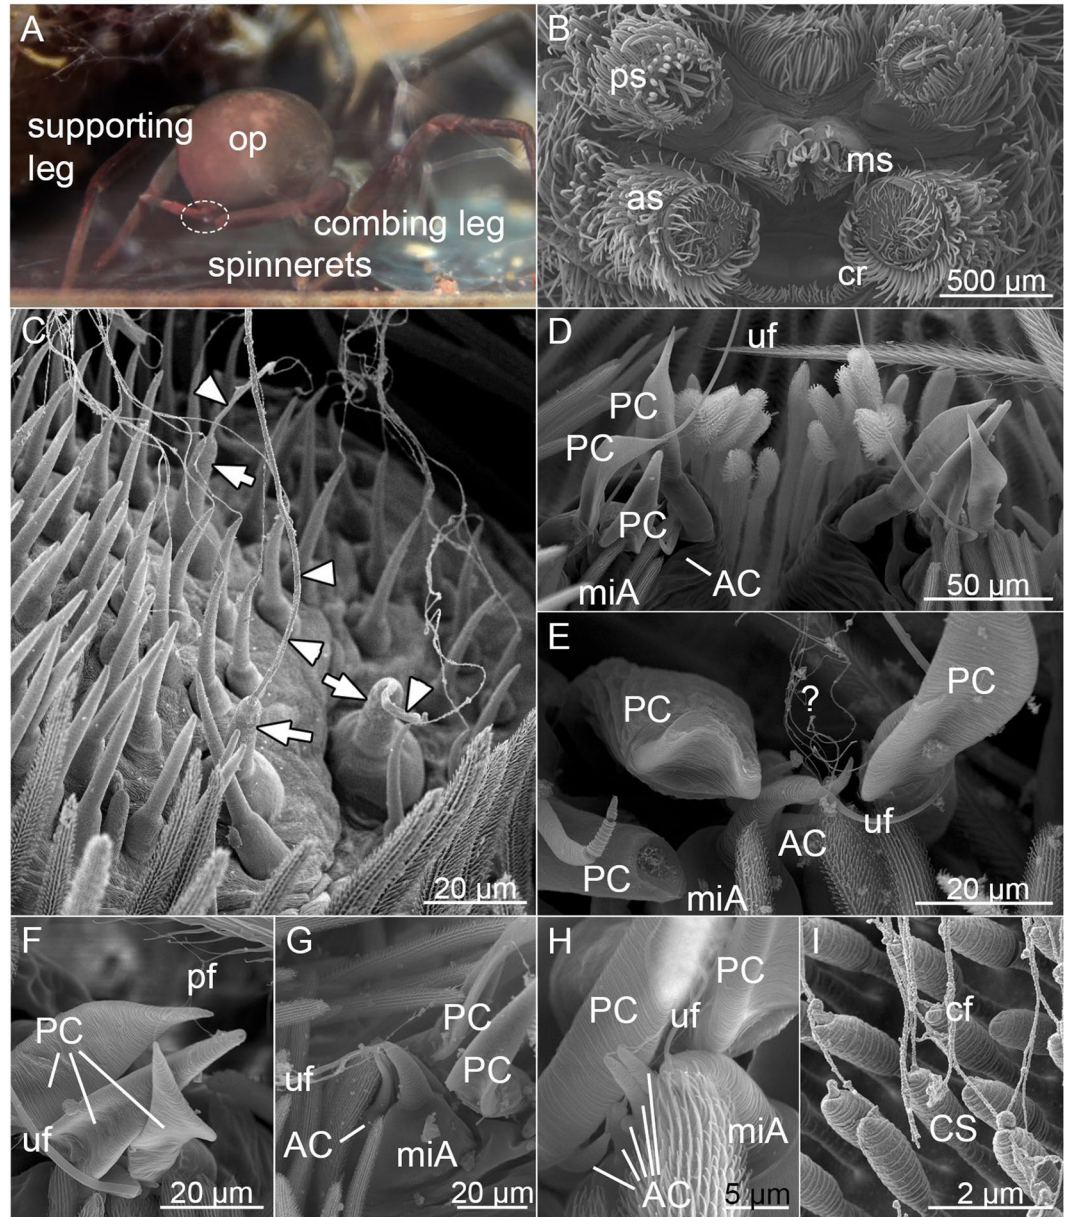 A
supporting
leg
op
combing leg
spinnerets
B
ps
ms
as
cr
500 µm
C
20 µm
D
uf
PC
PC
PC
AC
miA
50 µm
E
PC
PC
?
uf
AC
PC
miA
20 µm
F
pf
PC
uf
20 µm
G
PC
PC
uf
AC
miA
20 µm
H
PC
PC
uf
miA
AC
5 µm
I
cf
CS
2 µm